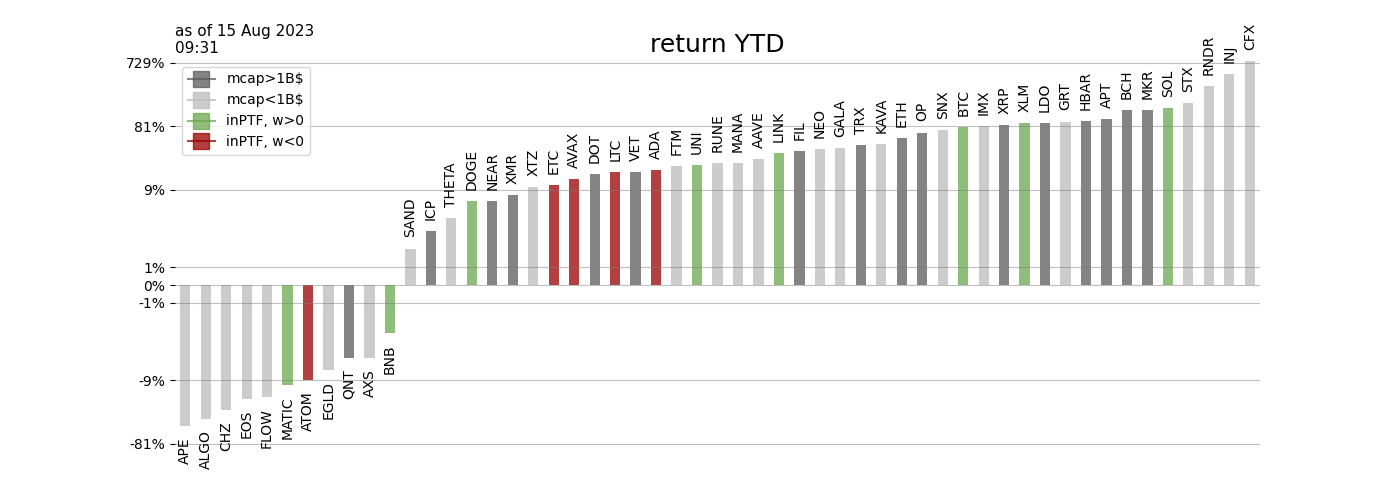 as of 15 Aug 2023
09:31
return YTD
729%
81%
9%
1%
0%
-1%
-9%
-81%
mcap>1B$
mcap<1B$
inPTF, w>0
inPTF, w<0
APE
ALGO
CHZ
EOS
FLOW
MATIC
ATOM
EGLD
QNT
AXS
BNB
SAND
ICP
THETA
DOGE
NEAR
XMR
XTZ
ETC
AVAX
DOT
LTC
VET
ADA
FTM
UNI
RUNE
MANA
AAVE
LINK
FIL
NEO
GALA
TRX
KAVA
ETH
OP
SNX
BTC
IMX
XRP
XLM
LDO
GRT
HBAR
APT
BCH
MKR
SOL
STX
RNDR
INJ
CFX